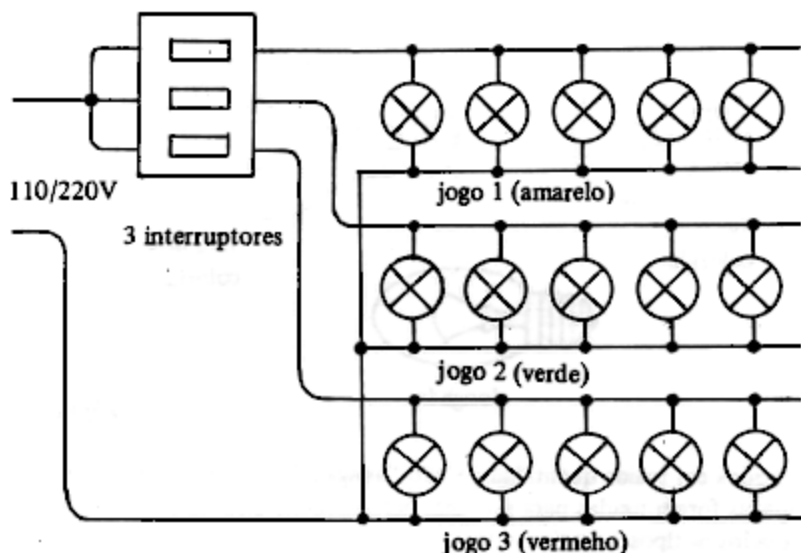 jogo 1 (amarelo)
110/220V
3 interruptores
jogo 2 (verde)
jogo 3 (vermeho)